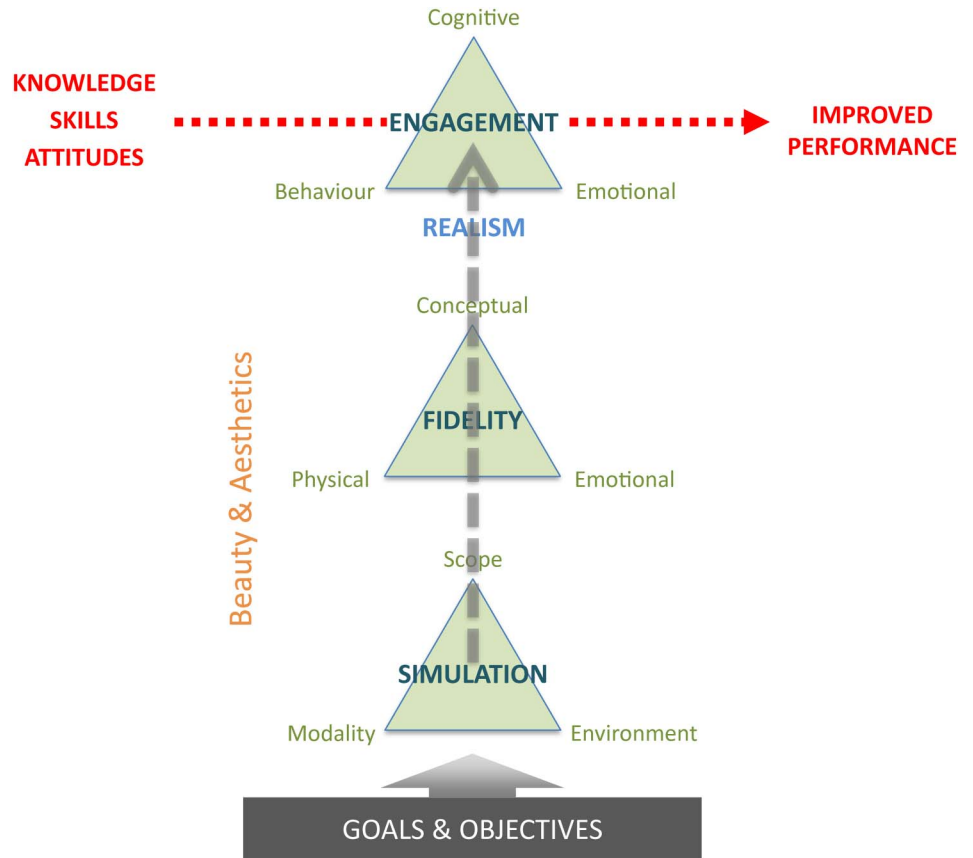 Cognitive
KNOWLEDGE
SKILLS
ATTITUDES
ENGAGEMENT
IMPROVED
PERFORMANCE
Behaviour
Emotional
REALISM
Conceptual
Beauty & Aesthetics
FIDELITY
Physical
Emotional
Scope
SIMULATION
Modality
Environment
GOALS & OBJECTIVES